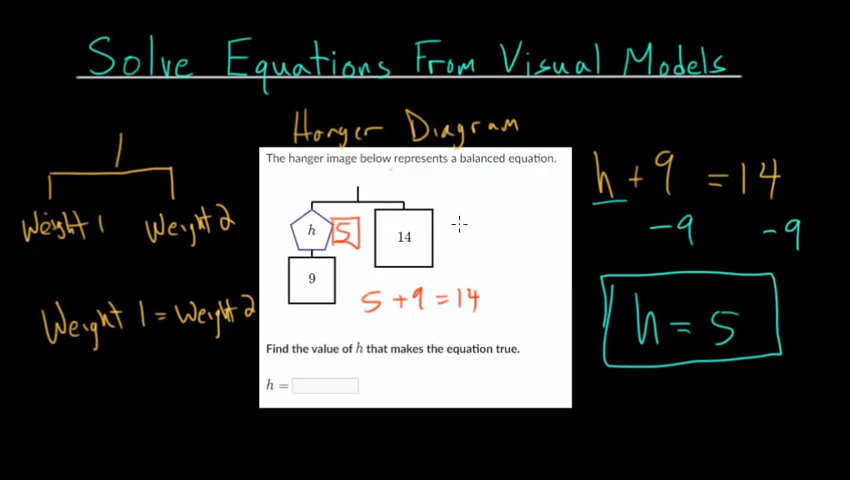 Solve Equations From Visual Models
Hanger Diagram
Weight 1 Weight 2
Weight 1 = Weight 2
The hanger image below represents a balanced equation.
h 5 14
9
5 + 9 = 14
Find the value of h that makes the equation true.
h =
h + 9 = 14
-9 -9
h = 5